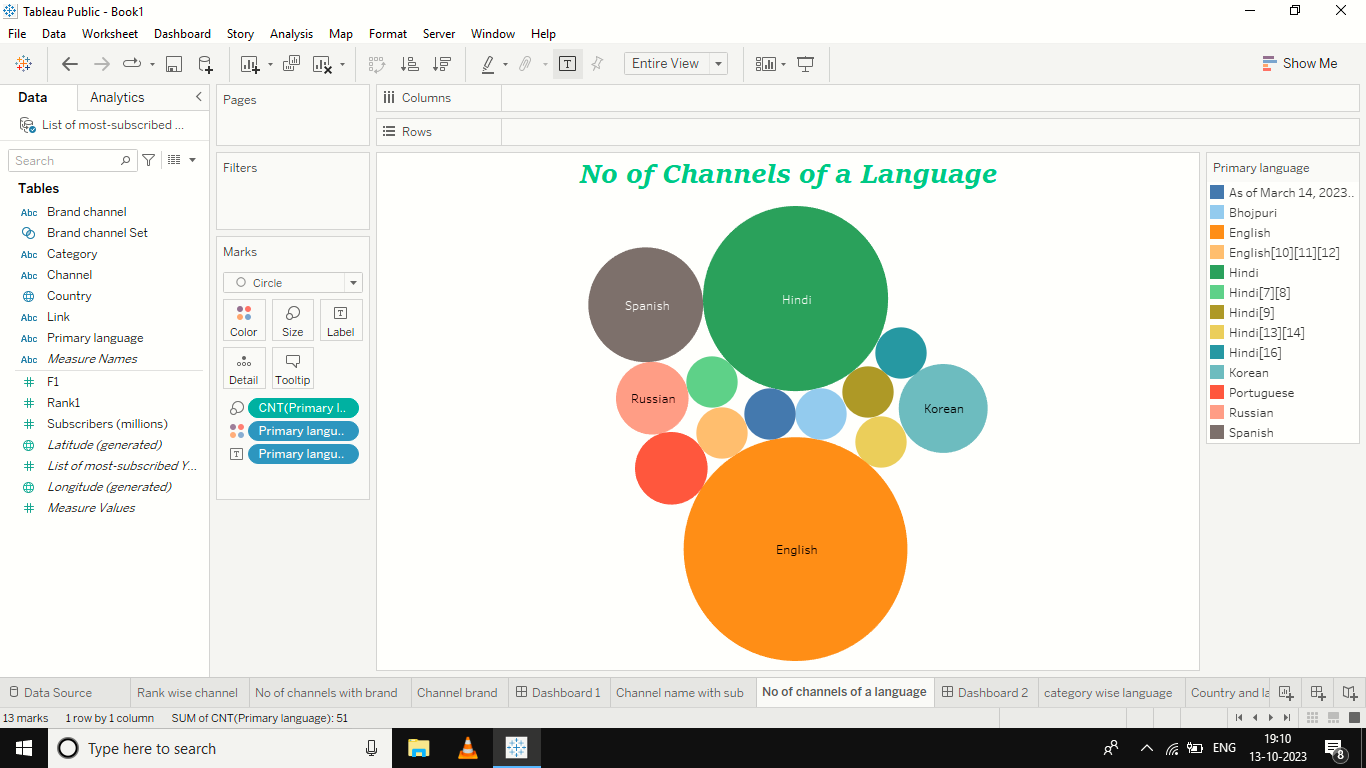 Tableau Public - Book1
File Data Worksheet Dashboard Story Analysis Map Format Server Window Help
Entire View
Show Me
Data Analytics
List of most-subscribed ...
Search
Tables
Abc Brand channel
Brand channel Set
Abc Category
Abc Channel
Country
Abc Link
Abc Primary language
Abc Measure Names
F1
Rank1
Subscribers (millions)
Latitude (generated)
List of most-subscribed Y...
Longitude (generated)
Measure Values
Pages
Filters
Marks
Circle
Color Size Label
Detail Tooltip
CNT(Primary l..
Primary langu..
Primary langu..
Columns
Rows
No of Channels of a Language
Spanish
Hindi
Russian
Korean
English
Primary language
As of March 14, 2023..
Bhojpuri
English
English[10][11][12]
Hindi
Hindi[7][8]
Hindi[9]
Hindi[13][14]
Hindi[16]
Korean
Portuguese
Russian
Spanish
Data Source Rank wise channel No of channels with brand Channel brand Dashboard 1 Channel name with sub No of channels of a language Dashboard 2 category wise language Country and la
13 marks 1 row by 1 column SUM of CNT(Primary language): 51
Type here to search
ENG
19:10
13-10-2023
8